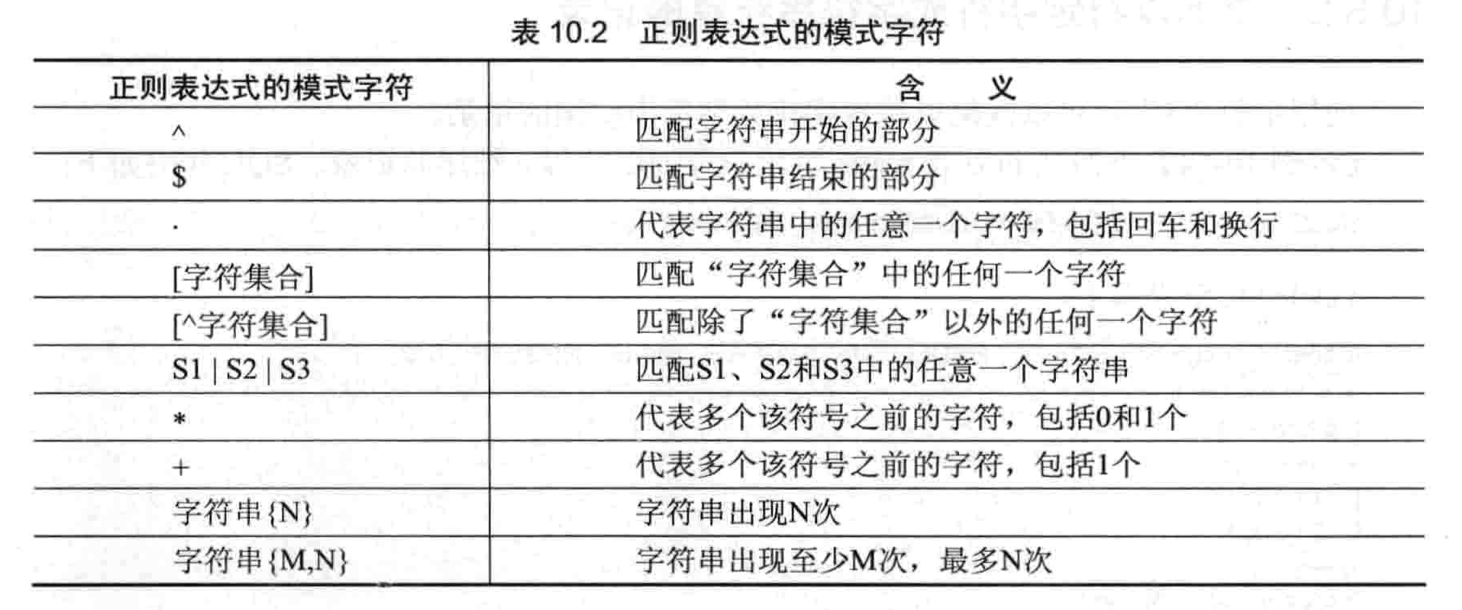 表 10.2 正则表达式的模式字符
正则表达式的模式字符 含 义
^ 匹配字符串开始的部分
$ 匹配字符串结束的部分
. 代表字符串中的任意一个字符，包括回车和换行
[字符集合] 匹配“字符集合”中的任何一个字符
[^字符集合] 匹配除了“字符集合”以外的任何一个字符
S1 | S2 | S3 匹配S1、S2和S3中的任意一个字符串
* 代表多个该符号之前的字符，包括0和1个
+ 代表多个该符号之前的字符，包括1个
字符串{N} 字符串出现N次
字符串{M,N} 字符串出现至少M次，最多N次